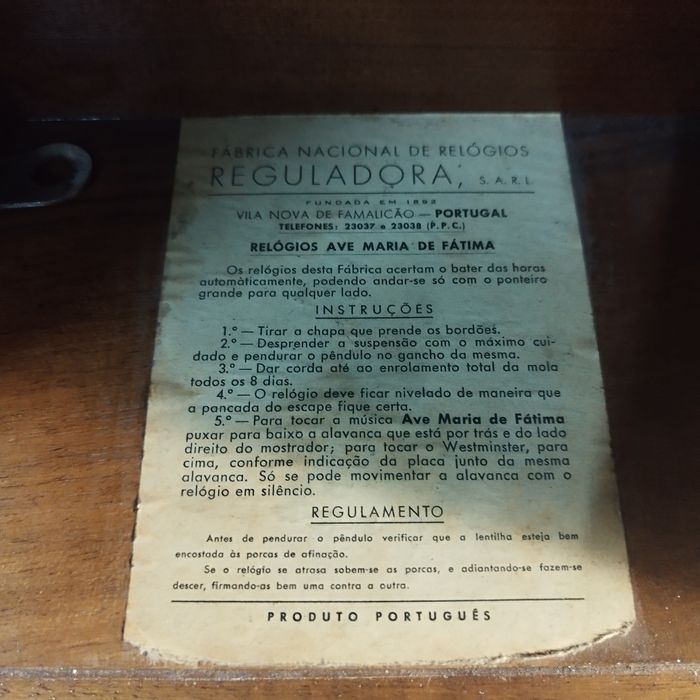 FÁBRICA NACIONAL DE RELÓGIOS
REGULADORA, S. A. R. L.
FUNDADA EM 1892
VILA NOVA DE FAMALICÃO — PORTUGAL
TELEFONES: 23037 e 23038 (P. P. C.)
RELÓGIOS AVE MARIA DE FÁTIMA
Os relógios desta Fábrica acertam o bater das horas
automàticamente, podendo andar-se só com o ponteiro
grande para qualquer lado.
INSTRUÇÕES
1.º — Tirar a chapa que prende os bordões.
2.º — Desprender a suspensão com o máximo cui-
dado e pendurar o pêndulo no gancho da mesma.
3.º — Dar corda até ao enrolamento total da mola
todos os 8 dias.
4.º — O relógio deve ficar nivelado de maneira que
a pancada do escape fique certa.
5.º — Para tocar a música Ave Maria de Fátima
puxar para baixo a alavanca que está por trás e do lado
direito do mostrador; para tocar o Westminster, para
cima, conforme indicação da placa junto da mesma
alavanca. Só se pode movimentar a alavanca com o
relógio em silêncio.
REGULAMENTO
Antes de pendurar o pêndulo verificar que a lentilha esteja bem
encostada às porcas de afinação.
Se o relógio se atrasa sobem-se as porcas, e adiantando-se fazem-se
descer, firmando-as bem uma contra a outra.
PRODUTO PORTUGUÊS